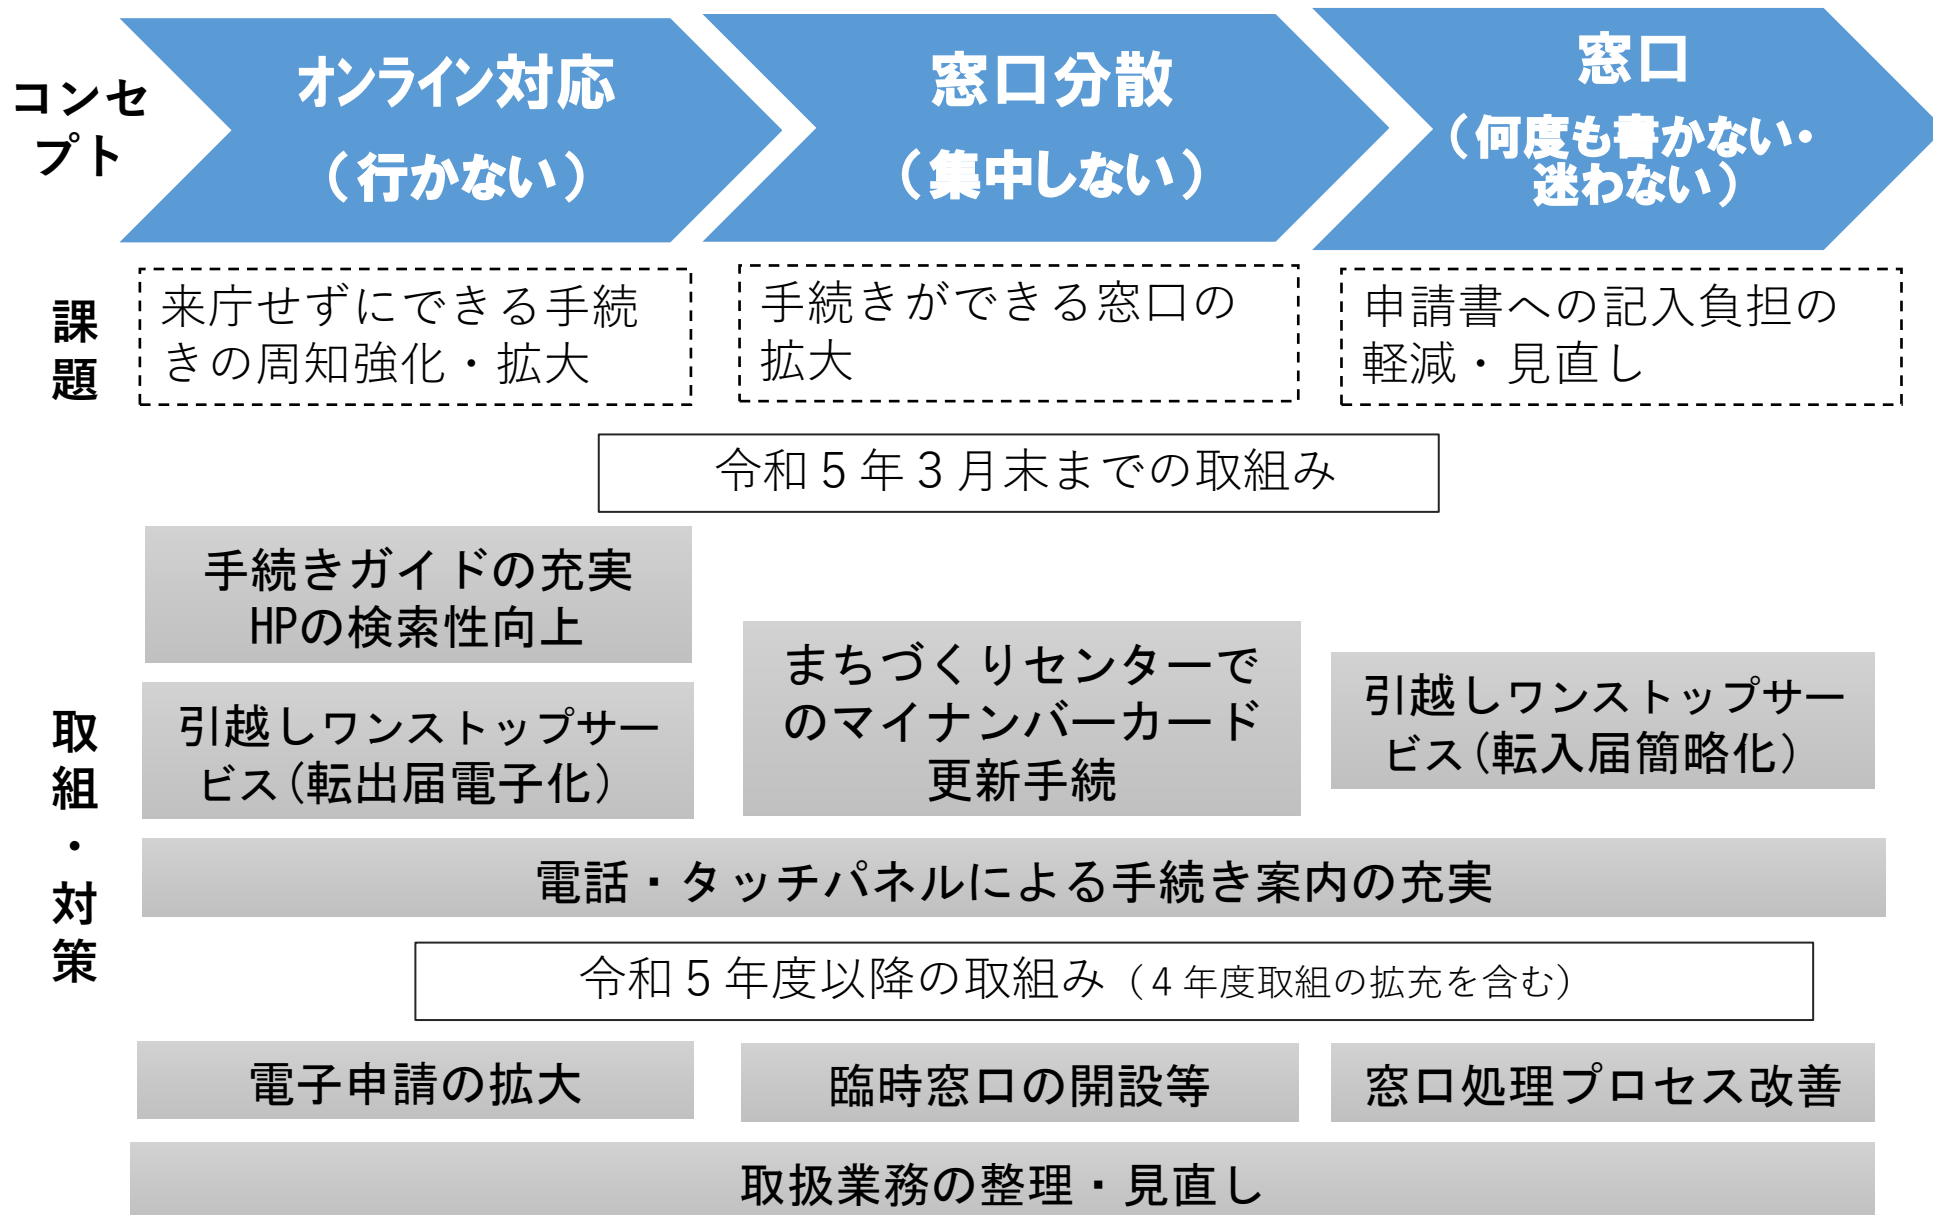 コンセ
プト
オンライン対応
（行かない）
窓口分散
（集中しない）
窓口
（何度も書かない・
迷わない）
課
題
来庁せずにできる手続
きの周知強化・拡大
手続きができる窓口の
拡大
申請書への記入負担の
軽減・見直し
令和５年３月末までの取組み
取
組
・
対
策
手続きガイドの充実
HPの検索性向上
引越しワンストップサー
ビス（転出届電子化）
まちづくりセンターで
のマイナンバーカード
更新手続
引越しワンストップサー
ビス（転入届簡略化）
電話・タッチパネルによる手続き案内の充実
令和５年度以降の取組み（４年度取組の拡充を含む）
電子申請の拡大
臨時窓口の開設等
窓口処理プロセス改善
取扱業務の整理・見直し